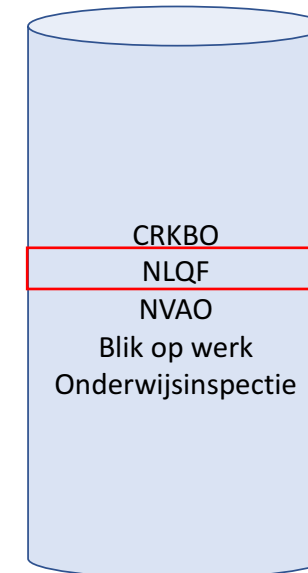 CRKBO
NLQF
NVAO
Blik op werk
Onderwijsinspectie